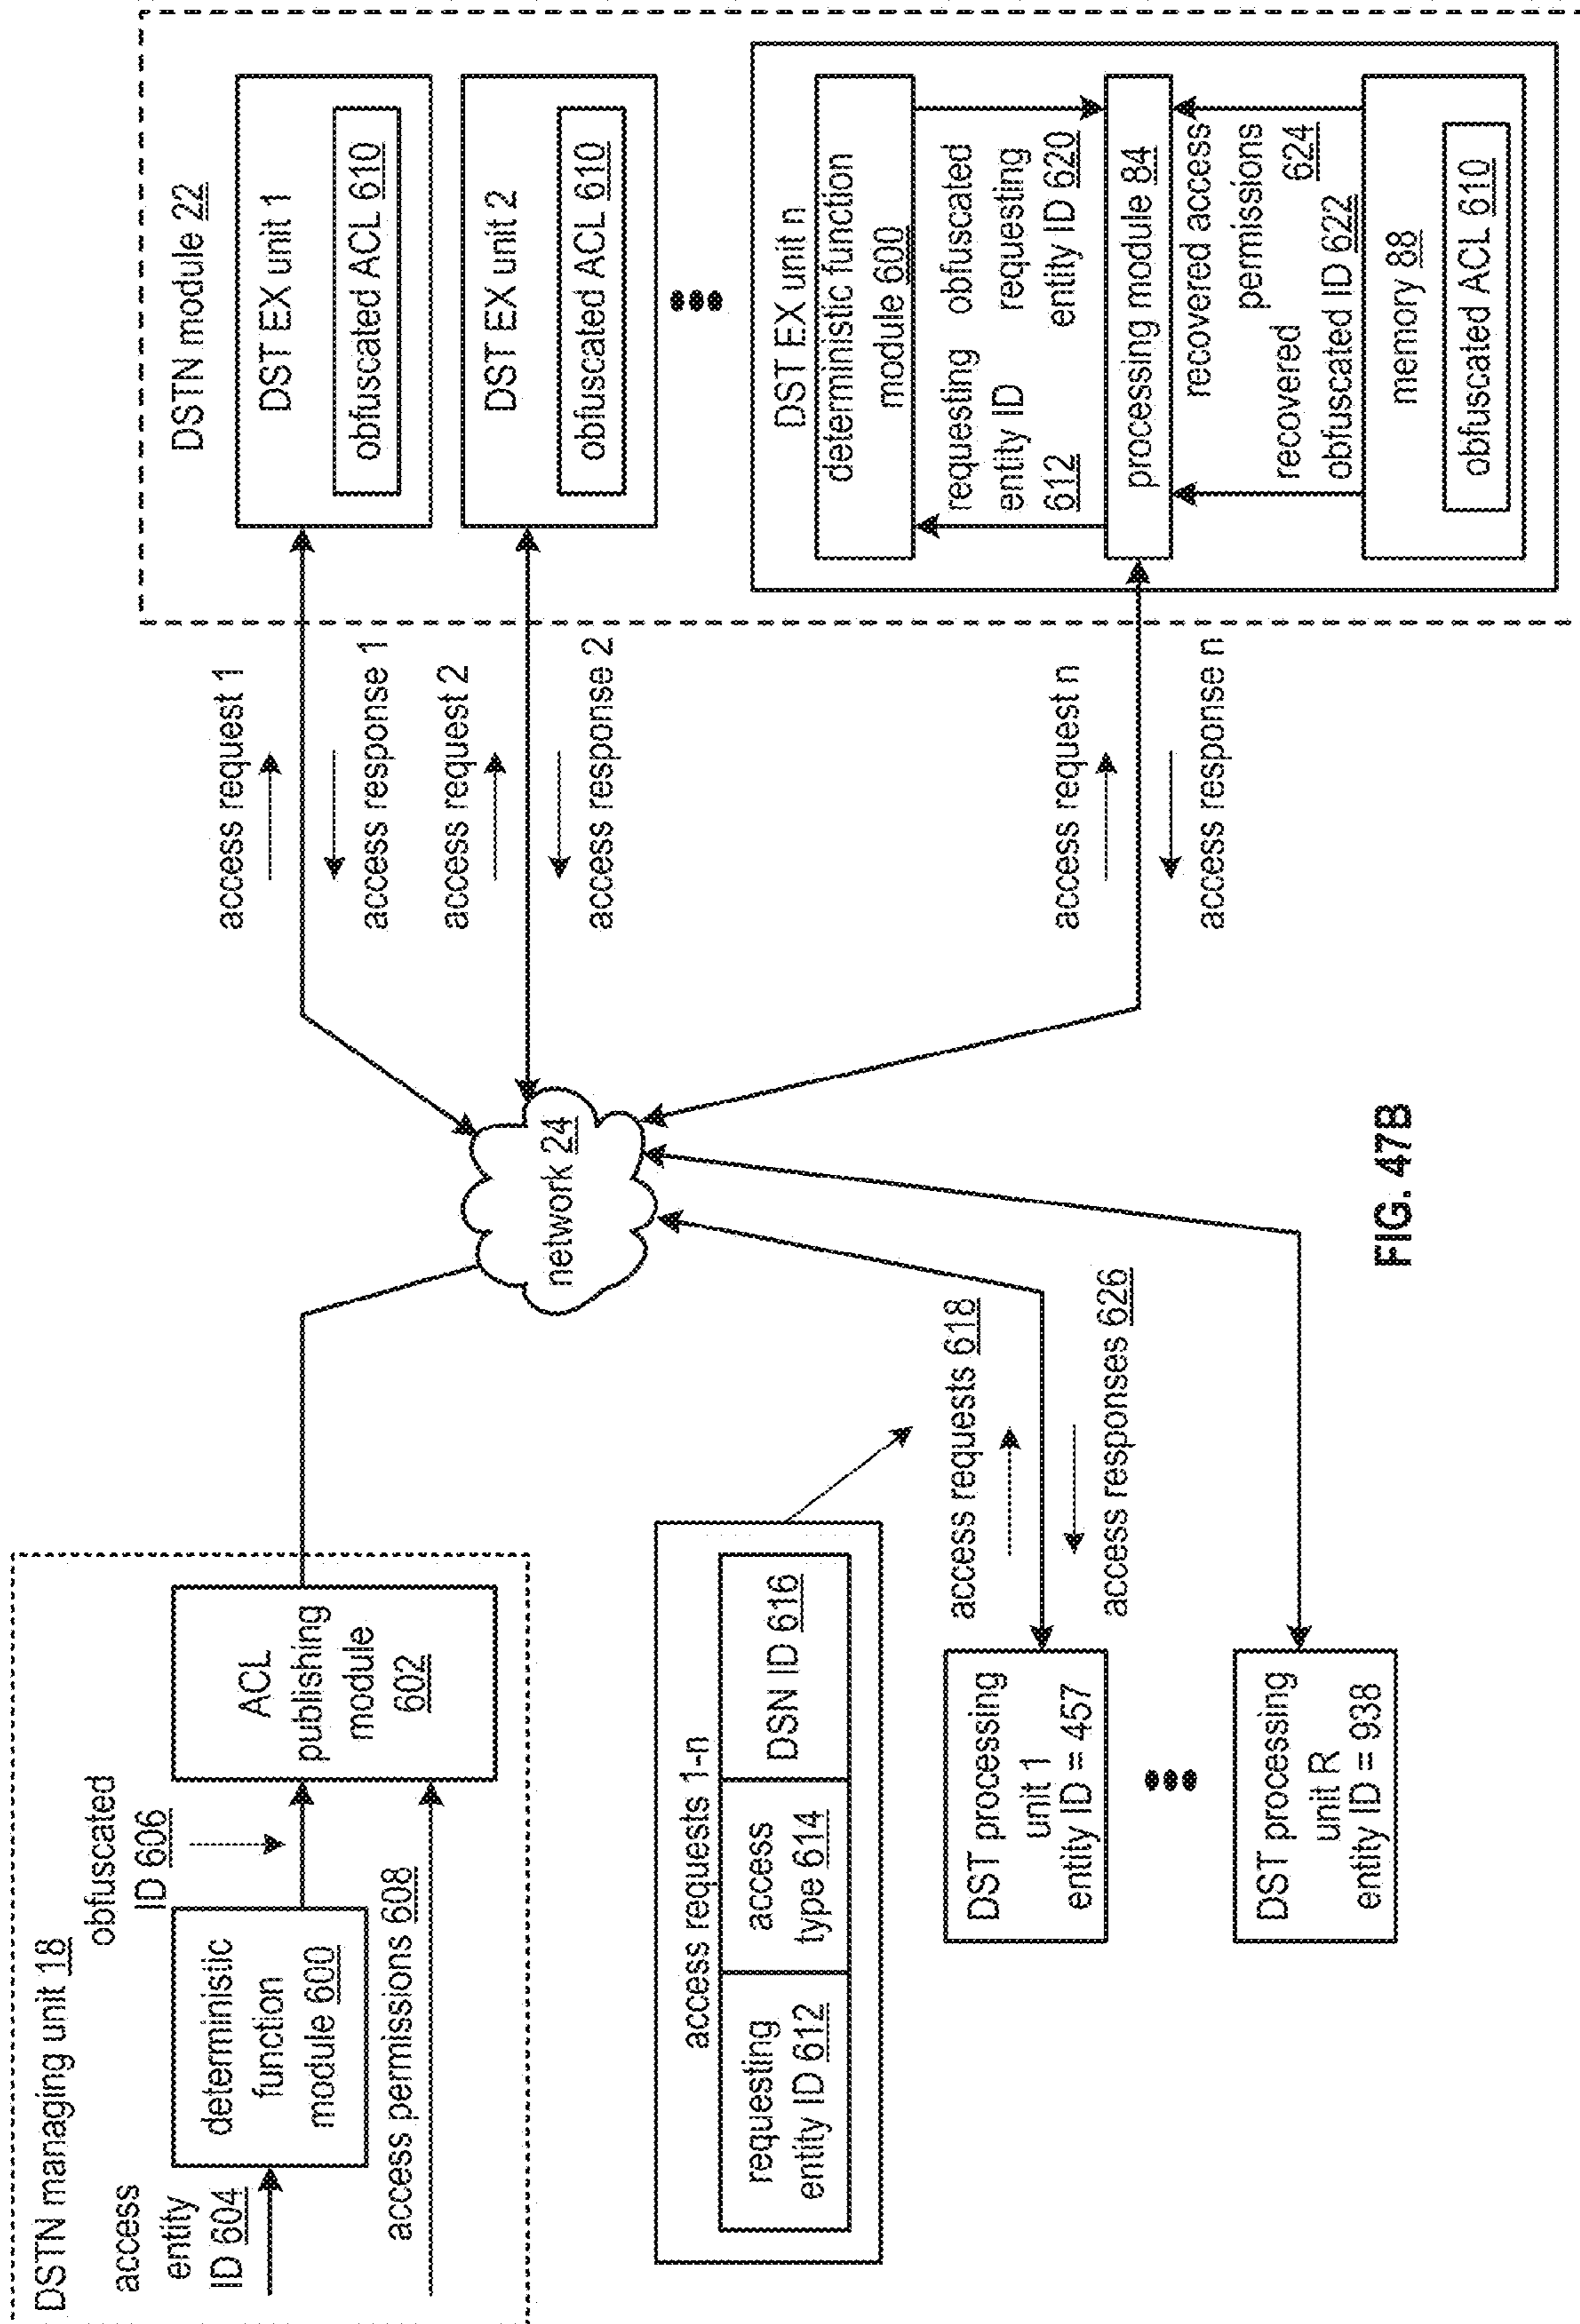 DSTN managing unit 18
access
entity
ID 604
deterministic
function
module 600
obfuscated
ID 606
access permissions 608
ACL
publishing
module
602
network 24
access requests 1-n
requesting
entity ID 612
access
type 614
DSN ID 616
access requests 618
access responses 626
DST processing
unit 1
entity ID = 457
DST processing
unit R
entity ID = 938
access request 1
access response 1
access request 2
access response 2
access request n
access response n
DSTN module 22
DST EX unit 1
obfuscated ACL 610
DST EX unit 2
obfuscated ACL 610
DST EX unit n
deterministic function
module 600
requesting
entity ID
612
obfuscated
requesting
entity ID 620
processing module 84
recovered access
permissions
624
recovered
obfuscated ID 622
memory 88
obfuscated ACL 610
FIG. 47B